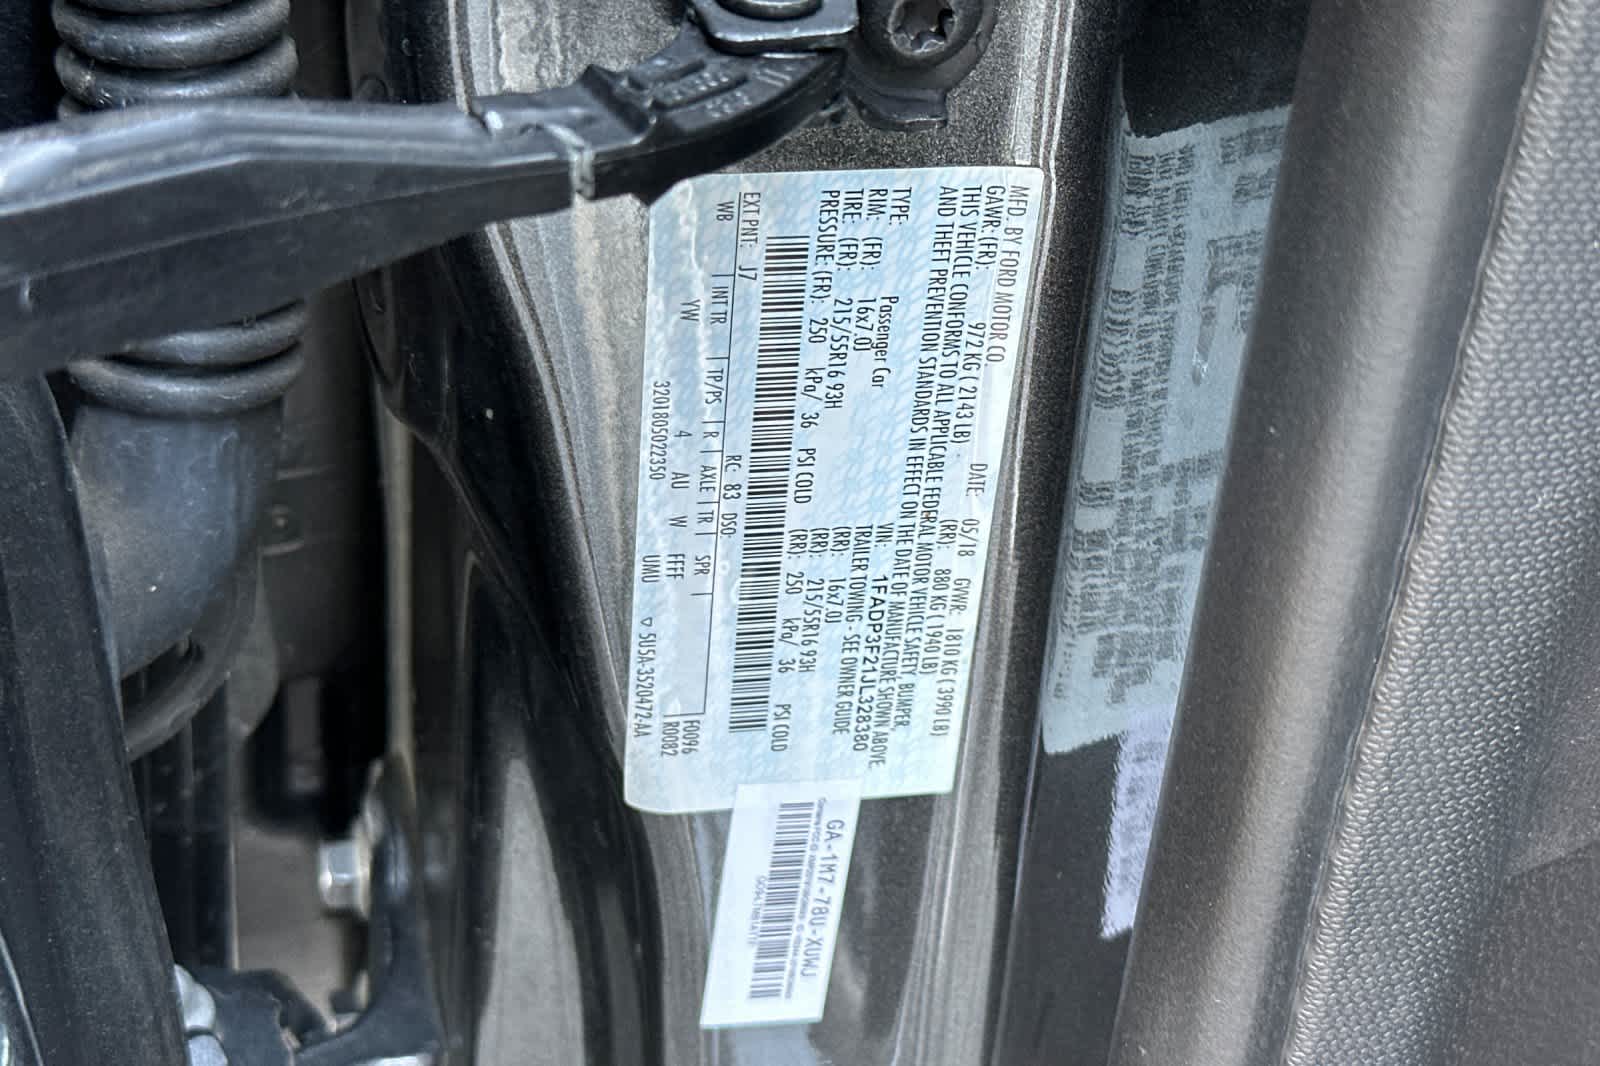 MFD. BY FORD MOTOR CO.
DATE: 05/18 GVWR: 1810 KG ( 3990 LB)
GAWR: (FR): 972 KG ( 2143 LB) (RR): 880 KG ( 1940 LB)
THIS VEHICLE CONFORMS TO ALL APPLICABLE FEDERAL MOTOR VEHICLE SAFETY, BUMPER,
AND THEFT PREVENTION STANDARDS IN EFFECT ON THE DATE OF MANUFACTURE SHOWN ABOVE.
VIN: 1FADP3F21JL328380
TYPE: Passenger Car TRAILER TOWING - SEE OWNER GUIDE
RIM: (FR): 16x7.0J (RR): 16x7.0J
TIRE: (FR): 215/55R16 93H (RR): 215/55R16 93H
PRESSURE: (FR): 250 kPa/ 36 PSI COLD (RR): 250 kPa/ 36 PSI COLD
EXT PNT: J7 RC: 83 DSO: F0096
WB INT TR TP/PS R AXLE TR SPR R0082
YW 4 AU W FFFF
3201805022350 UMU 5U5A-3520472-AA
GA-1M7-78U-XUWJ